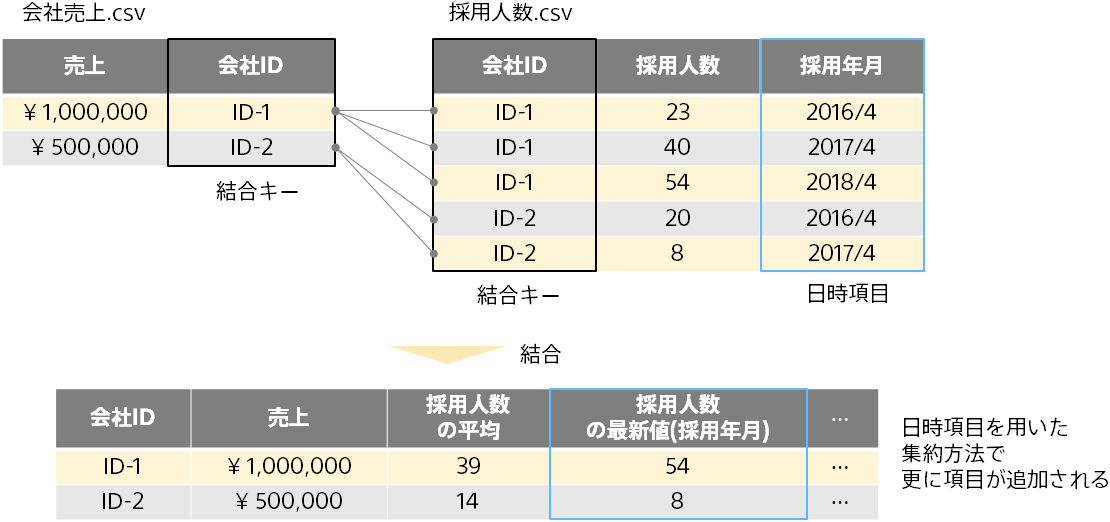 会社売上.csv
採用人数.csv
売上 会社ID
¥1,000,000 ID-1
¥500,000 ID-2
結合キー
会社ID 採用人数 採用年月
ID-1 23 2016/4
ID-1 40 2017/4
ID-1 54 2018/4
ID-2 20 2016/4
ID-2 8 2017/4
結合キー
日時項目
結合
会社ID 売上 採用人数 採用人数 …
の平均 の最新値(採用年月)
ID-1 ¥1,000,000 39 54 …
ID-2 ¥500,000 14 8 …
日時項目を用いた
集約方法で
更に項目が追加される